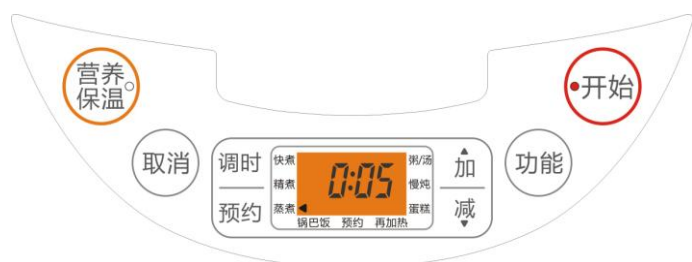 营养
保温
开始
取消
调时
预约
快煮
精煮
蒸煮
0:05
粥/汤
慢炖
蛋糕
锅巴饭 预约 再加热
加
减
功能